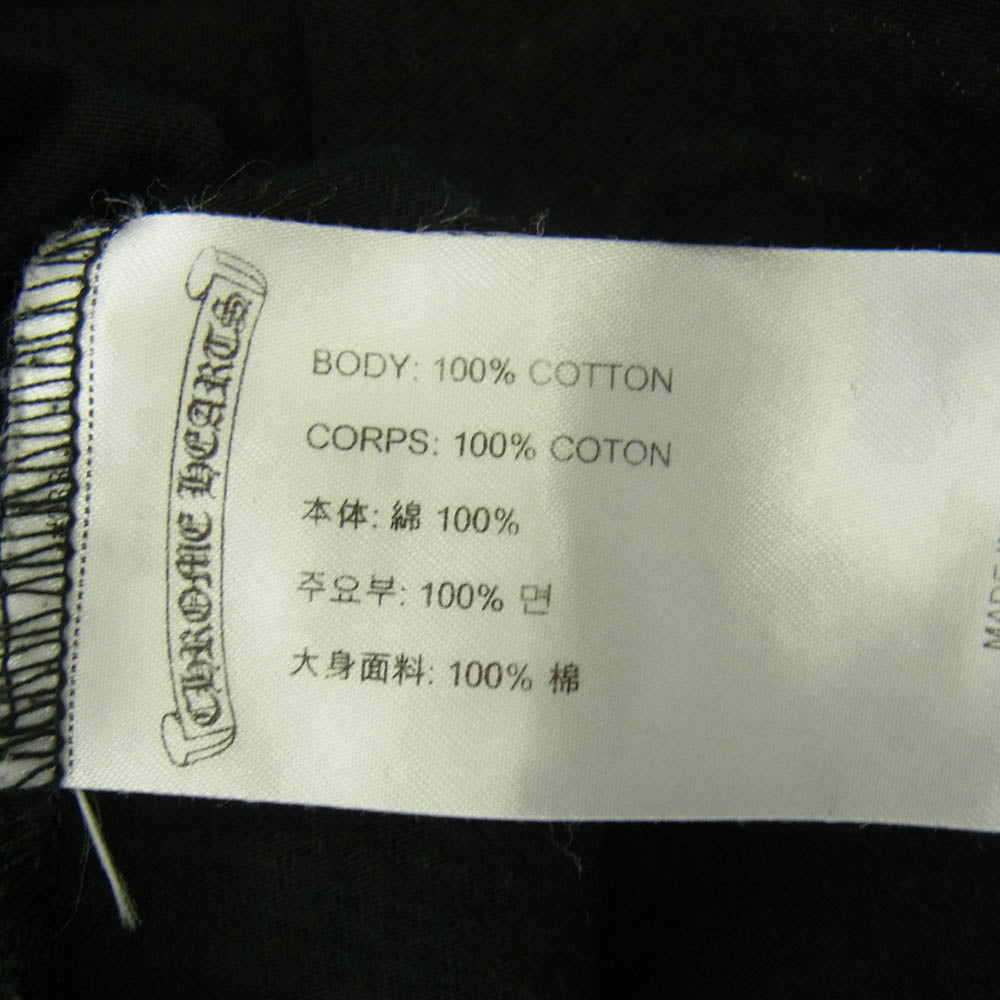 CHROME HEARTS
BODY: 100% COTTON
CORPS: 100% COTON
本体: 綿 100%
주요부: 100% 면
大身面料: 100% 棉
MADE